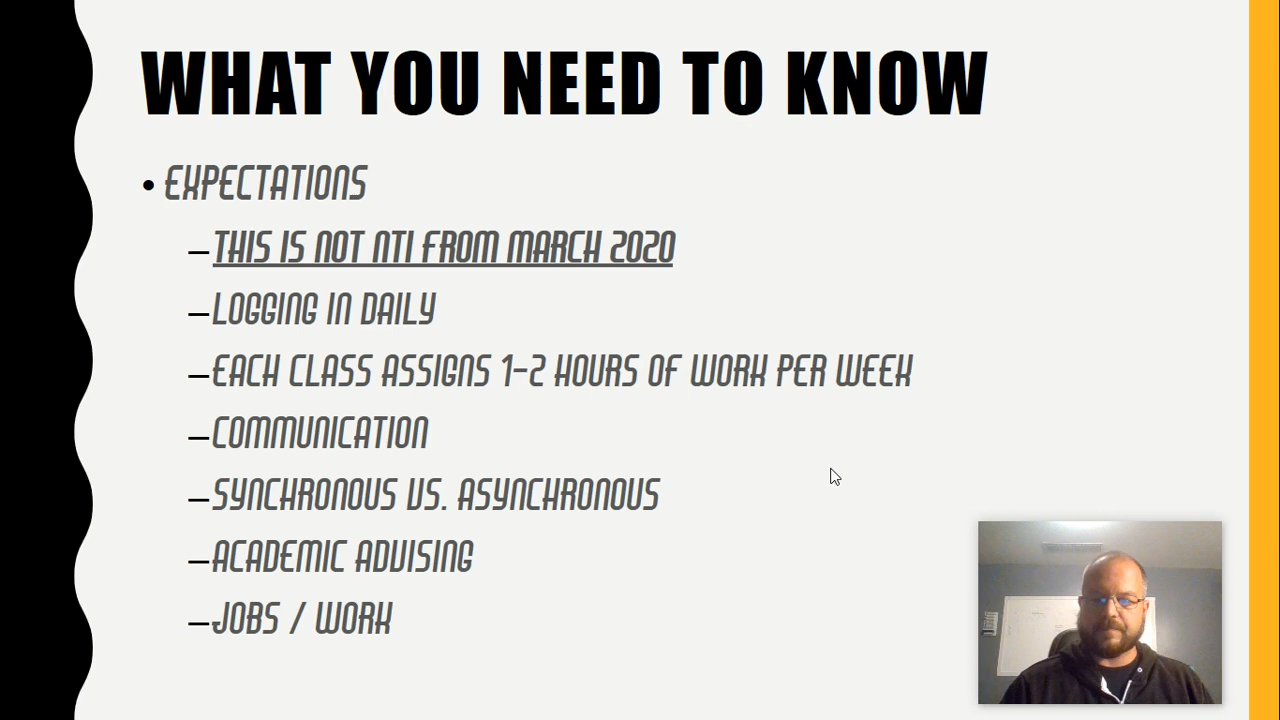 WHAT YOU NEED TO KNOW
• EXPECTATIONS
–THIS IS NOT NTI FROM MARCH 2020
–LOGGING IN DAILY
–EACH CLASS ASSIGNS 1-2 HOURS OF WORK PER WEEK
–COMMUNICATION
–SYNCHRONOUS VS. ASYNCHRONOUS
–ACADEMIC ADVISING
–JOBS / WORK